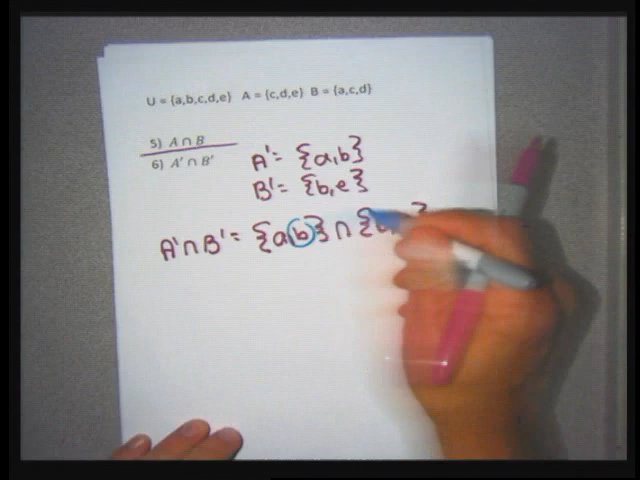 U = {a,b,c,d,e} A = {c,d,e} B = {a,c,d}
5) A ∩ B
6) A' ∩ B'
A' = {a,b}
B' = {b,e}
A'∩B' = {a,b} ∩ {b,